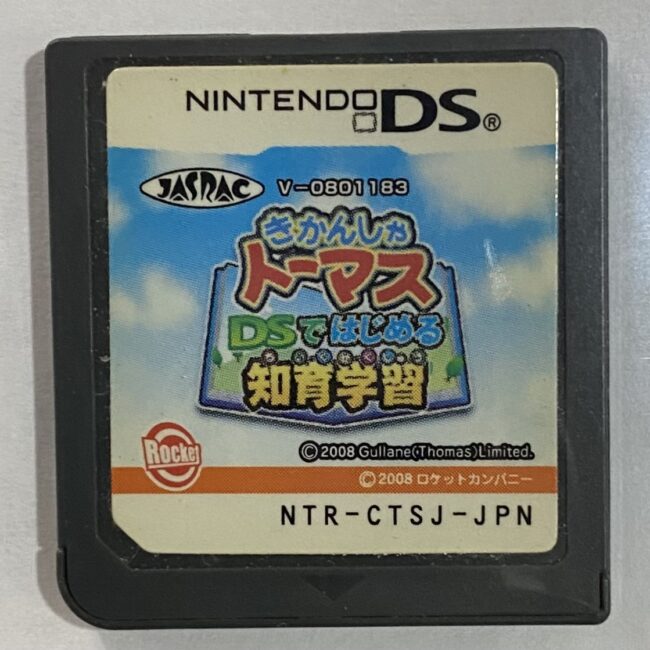 NINTENDO DS®
JASRAC V-0801183
きかんしゃ
トーマス
DSではじめる
知育学習
Rocket
©2008 Gullane(Thomas)Limited.
©2008 ロケットカンパニー
NTR-CTSJ-JPN